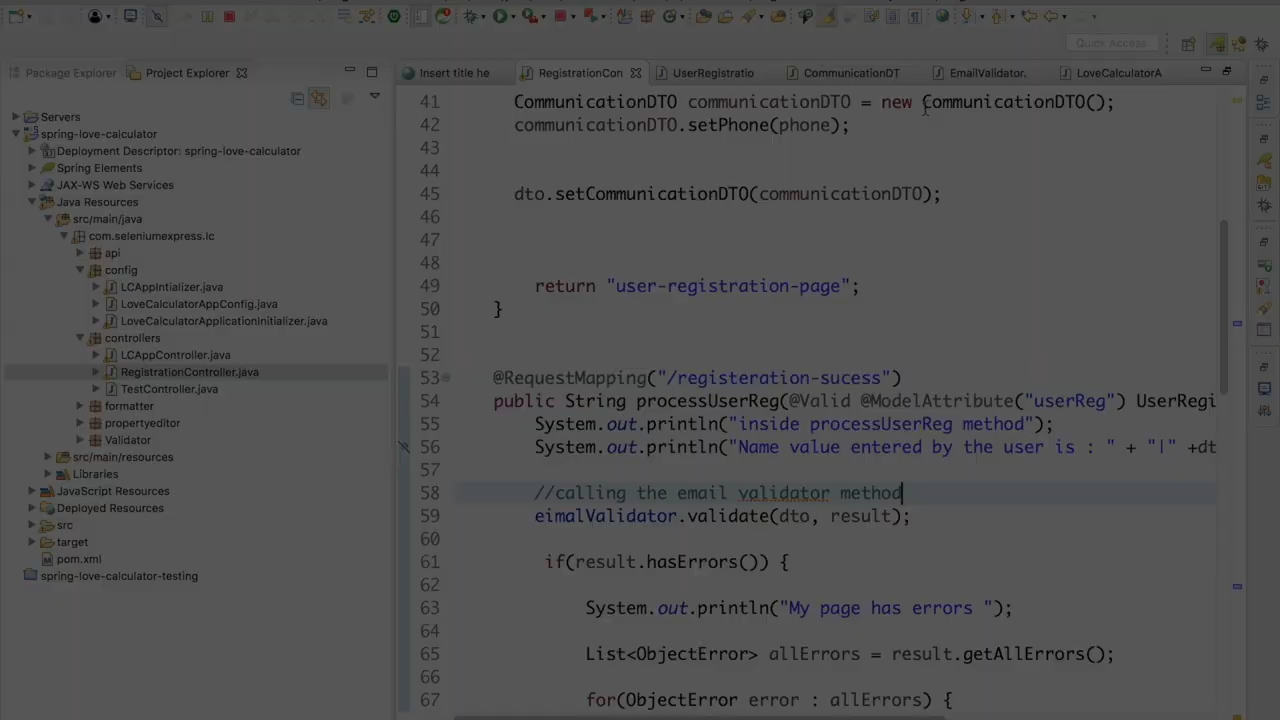 Quick Access
Package Explorer
Project Explorer
Insert title he
RegistrationCon
UserRegistratio
CommunicationDT
EmailValidator.
LoveCalculatorA
Servers
spring-love-calculator
Deployment Descriptor: spring-love-calculator
Spring Elements
JAX-WS Web Services
Java Resources
src/main/java
com.seleniumexpress.lc
api
config
LCAppIntializer.java
LoveCalculatorAppConfig.java
LoveCalculatorApplicationInitializer.java
controllers
LCAppController.java
RegistrationController.java
TestController.java
formatter
propertyeditor
Validator
src/main/resources
Libraries
JavaScript Resources
Deployed Resources
src
target
pom.xml
spring-love-calculator-testing
41 CommunicationDTO communicationDTO = new CommunicationDTO();
42 communicationDTO.setPhone(phone);
43
44
45 dto.setCommunicationDTO(communicationDTO);
46
47
48
49 return "user-registration-page";
50 }
51
52
53 @RequestMapping("/registeration-sucess")
54 public String processUserReg(@Valid @ModelAttribute("userReg") UserRegi
55 System.out.println("inside processUserReg method");
56 System.out.println("Name value entered by the user is : " + "|" +dt
57
58 //calling the email validator method
59 eimalValidator.validate(dto, result);
60
61 if(result.hasErrors()) {
62
63 System.out.println("My page has errors ");
64
65 List<ObjectError> allErrors = result.getAllErrors();
66
67 for(ObjectError error : allErrors) {